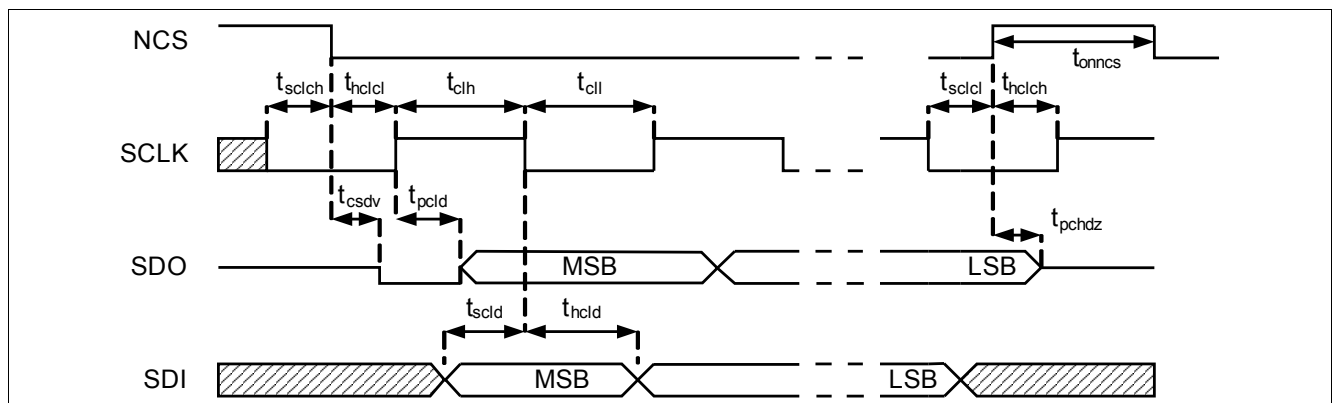 NCS
tonncs
tsclch thclcl tclh tcll tsclcl thclch
SCLK
tcsdv tpcld tpchdz
SDO MSB LSB
tscld thcld
SDI MSB LSB